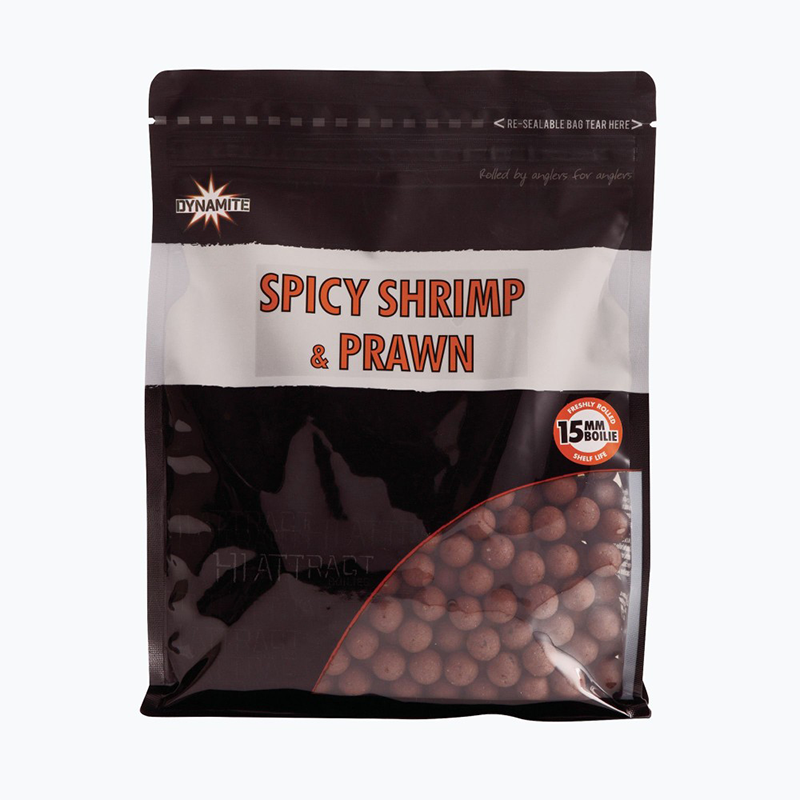 < RE-SEALABLE BAG TEAR HERE >
Rolled by anglers for anglers
DYNAMITE
SPICY SHRIMP
& PRAWN
FRESHLY ROLLED
15MM
BOILIE
SHELF LIFE
HI ATTRACT